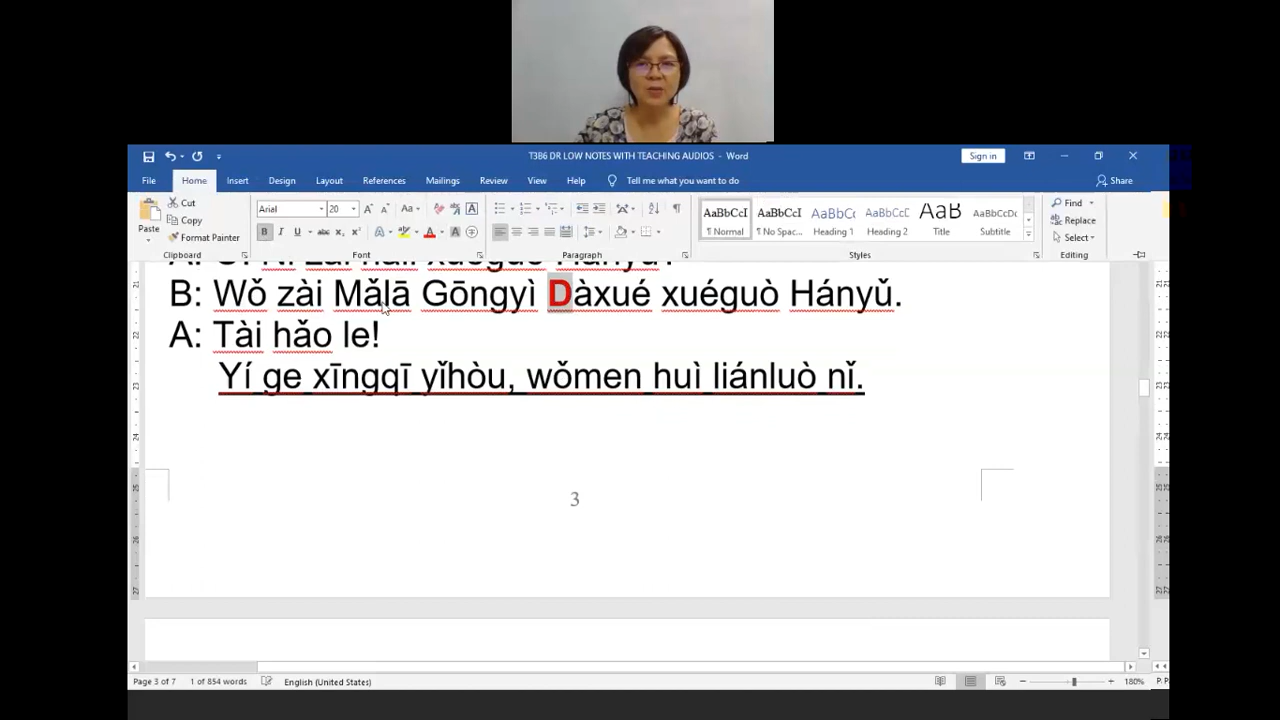 T3B6 DR LOW NOTES WITH TEACHING AUDIOS - Word
Sign in
File Home Insert Design Layout References Mailings Review View Help Tell me what you want to do Share
Paste
Cut
Copy
Format Painter
Arial 20
Find
Replace
Select
AaBbCcI AaBbCcI AaBbCc AaBbCcI AaB AaBbCcD
¶ Normal ¶ No Spac... Heading 1 Heading 2 Title Subtitle
Clipboard Font Paragraph Styles Editing
B: Wǒ zài Mǎlā Gōngyì Dàxué xuéguò Hányǔ.
A: Tài hǎo le!
Yí ge xīngqī yǐhòu, wǒmen huì liánluò nǐ.
3
Page 3 of 7 1 of 854 words English (United States) 180%